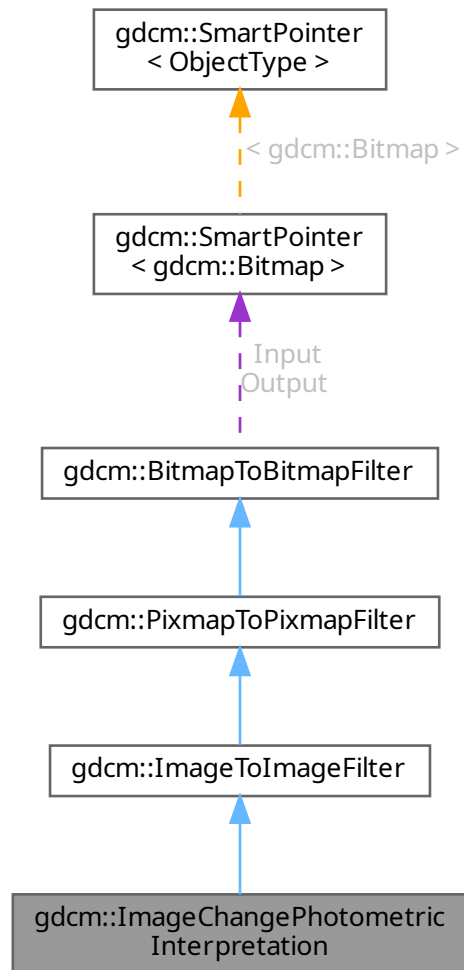 gdcm::SmartPointer
< ObjectType >
< gdcm::Bitmap >
gdcm::SmartPointer
< gdcm::Bitmap >
Input
Output
gdcm::BitmapToBitmapFilter
gdcm::PixmapToPixmapFilter
gdcm::ImageToImageFilter
gdcm::ImageChangePhotometric
Interpretation